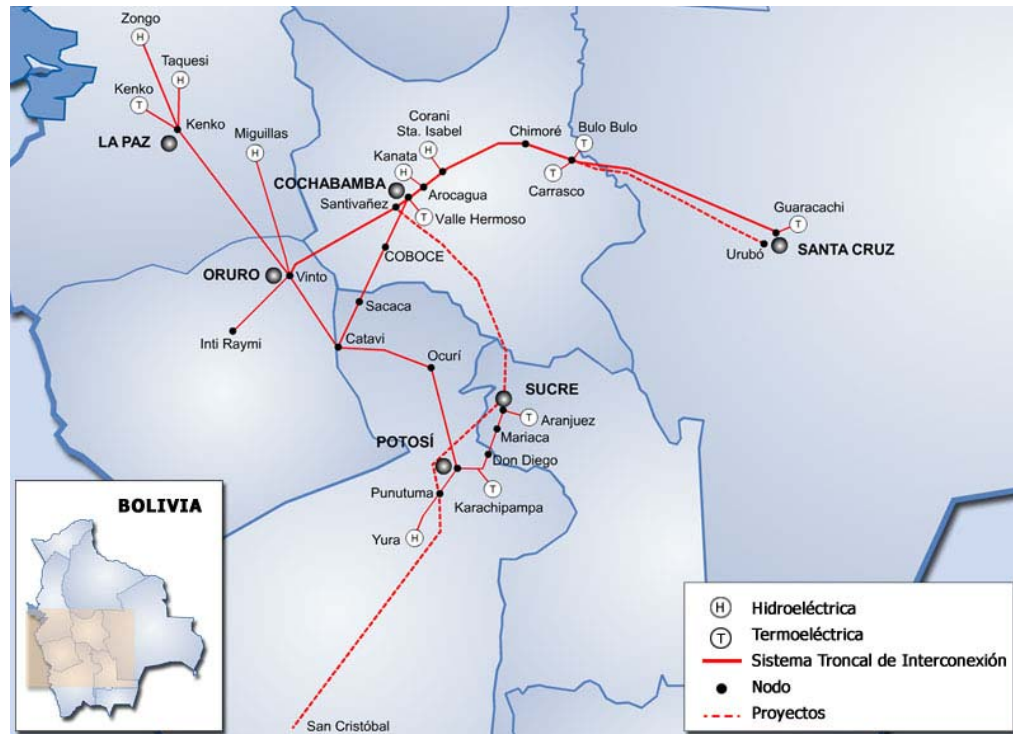 Zongo
H
Taquesi
H
Kenko
T
Kenko
LA PAZ
Miguillas
H
Corani
Sta. Isabel
H
Kanata
H
COCHABAMBA
Arocagua
Santivañez
T
Valle Hermoso
Chimoré
Bulo Bulo
T
T
Carrasco
Guaracachi
T
Urubó
SANTA CRUZ
COBOCE
ORURO
Vinto
Sacaca
Inti Raymi
Catavi
Ocurí
SUCRE
T
Aranjuez
Mariaca
POTOSÍ
Don Diego
T
Karachipampa
Punutuma
Yura
H
San Cristóbal
BOLIVIA
H Hidroeléctrica
T Termoeléctrica
Sistema Troncal de Interconexión
Nodo
Proyectos